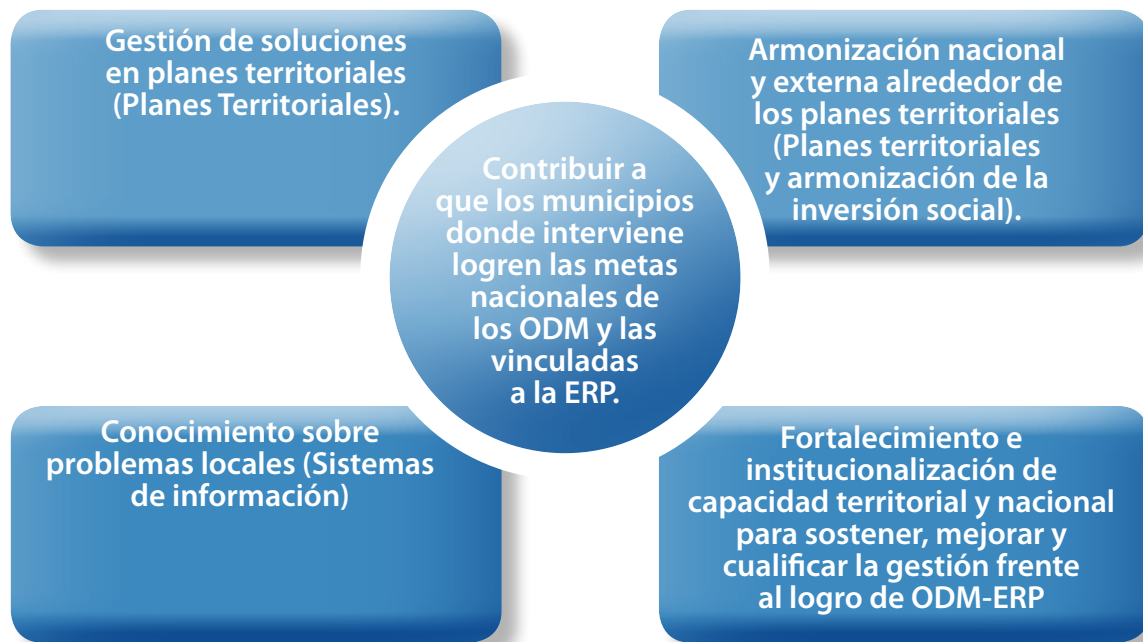 Gestión de soluciones
en planes territoriales
(Planes Territoriales).
Armonización nacional
y externa alrededor de
los planes territoriales
(Planes territoriales
y armonización de la
inversión social).
Contribuir a
que los municipios
donde interviene
logren las metas
nacionales de
los ODM y las
vinculadas
a la ERP.
Conocimiento sobre
problemas locales (Sistemas
de información)
Fortalecimiento e
institucionalización de
capacidad territorial y nacional
para sostener, mejorar y
cualificar la gestión frente
al logro de ODM-ERP